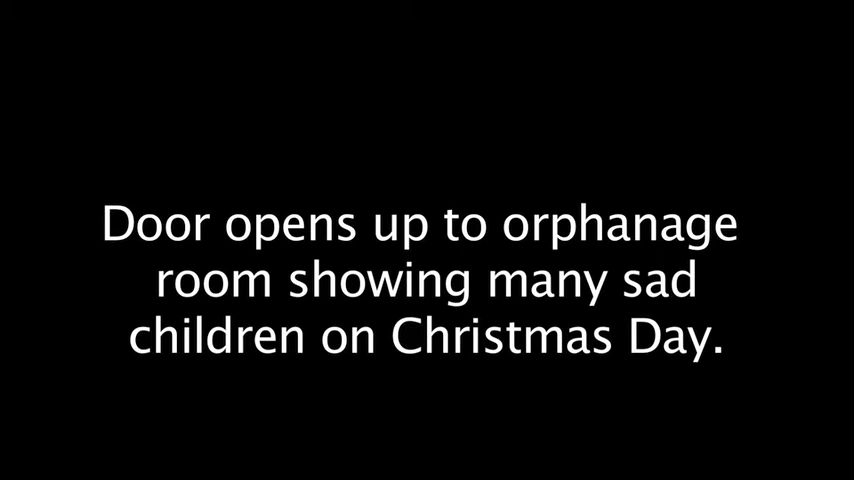 Door opens up to orphanage
room showing many sad
children on Christmas Day.